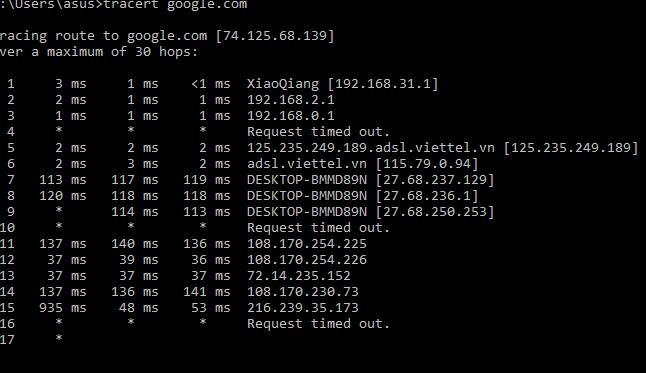 :\Users\asus>tracert google.com
racing route to google.com [74.125.68.139]
ver a maximum of 30 hops:
1 3 ms 1 ms <1 ms XiaoQiang [192.168.31.1]
2 2 ms 1 ms 1 ms 192.168.2.1
3 1 ms 1 ms 1 ms 192.168.0.1
4 * * * Request timed out.
5 2 ms 2 ms 2 ms 125.235.249.189.adsl.viettel.vn [125.235.249.189]
6 2 ms 3 ms 2 ms adsl.viettel.vn [115.79.0.94]
7 113 ms 117 ms 119 ms DESKTOP-BMMD89N [27.68.237.129]
8 120 ms 118 ms 118 ms DESKTOP-BMMD89N [27.68.236.1]
9 * 114 ms 113 ms DESKTOP-BMMD89N [27.68.250.253]
10 * * * Request timed out.
11 137 ms 140 ms 136 ms 108.170.254.225
12 37 ms 39 ms 36 ms 108.170.254.226
13 37 ms 37 ms 37 ms 72.14.235.152
14 137 ms 136 ms 141 ms 108.170.230.73
15 935 ms 48 ms 53 ms 216.239.35.173
16 * * * Request timed out.
17 *